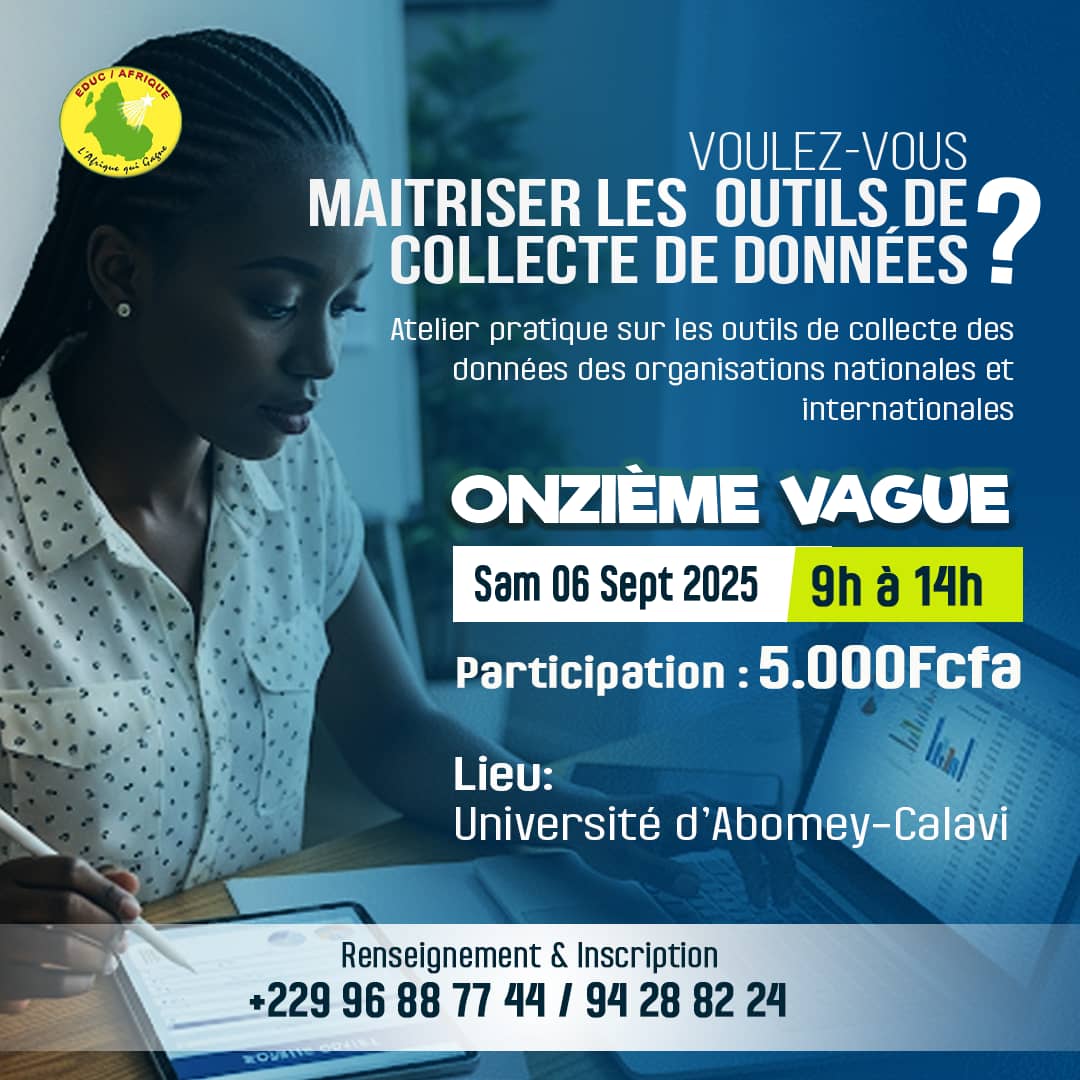 EDUC / AFRIQUE
L'Afrique qui Gagne
VOULEZ-VOUS
MAITRISER LES OUTILS DE
COLLECTE DE DONNÉES ?
Atelier pratique sur les outils de collecte des
données des organisations nationales et
internationales
ONZIÈME VAGUE
Sam 06 Sept 2025 9h à 14h
Participation : 5.000Fcfa
Lieu:
Université d'Abomey-Calavi
Renseignement & Inscription
+229 96 88 77 44 / 94 28 82 24